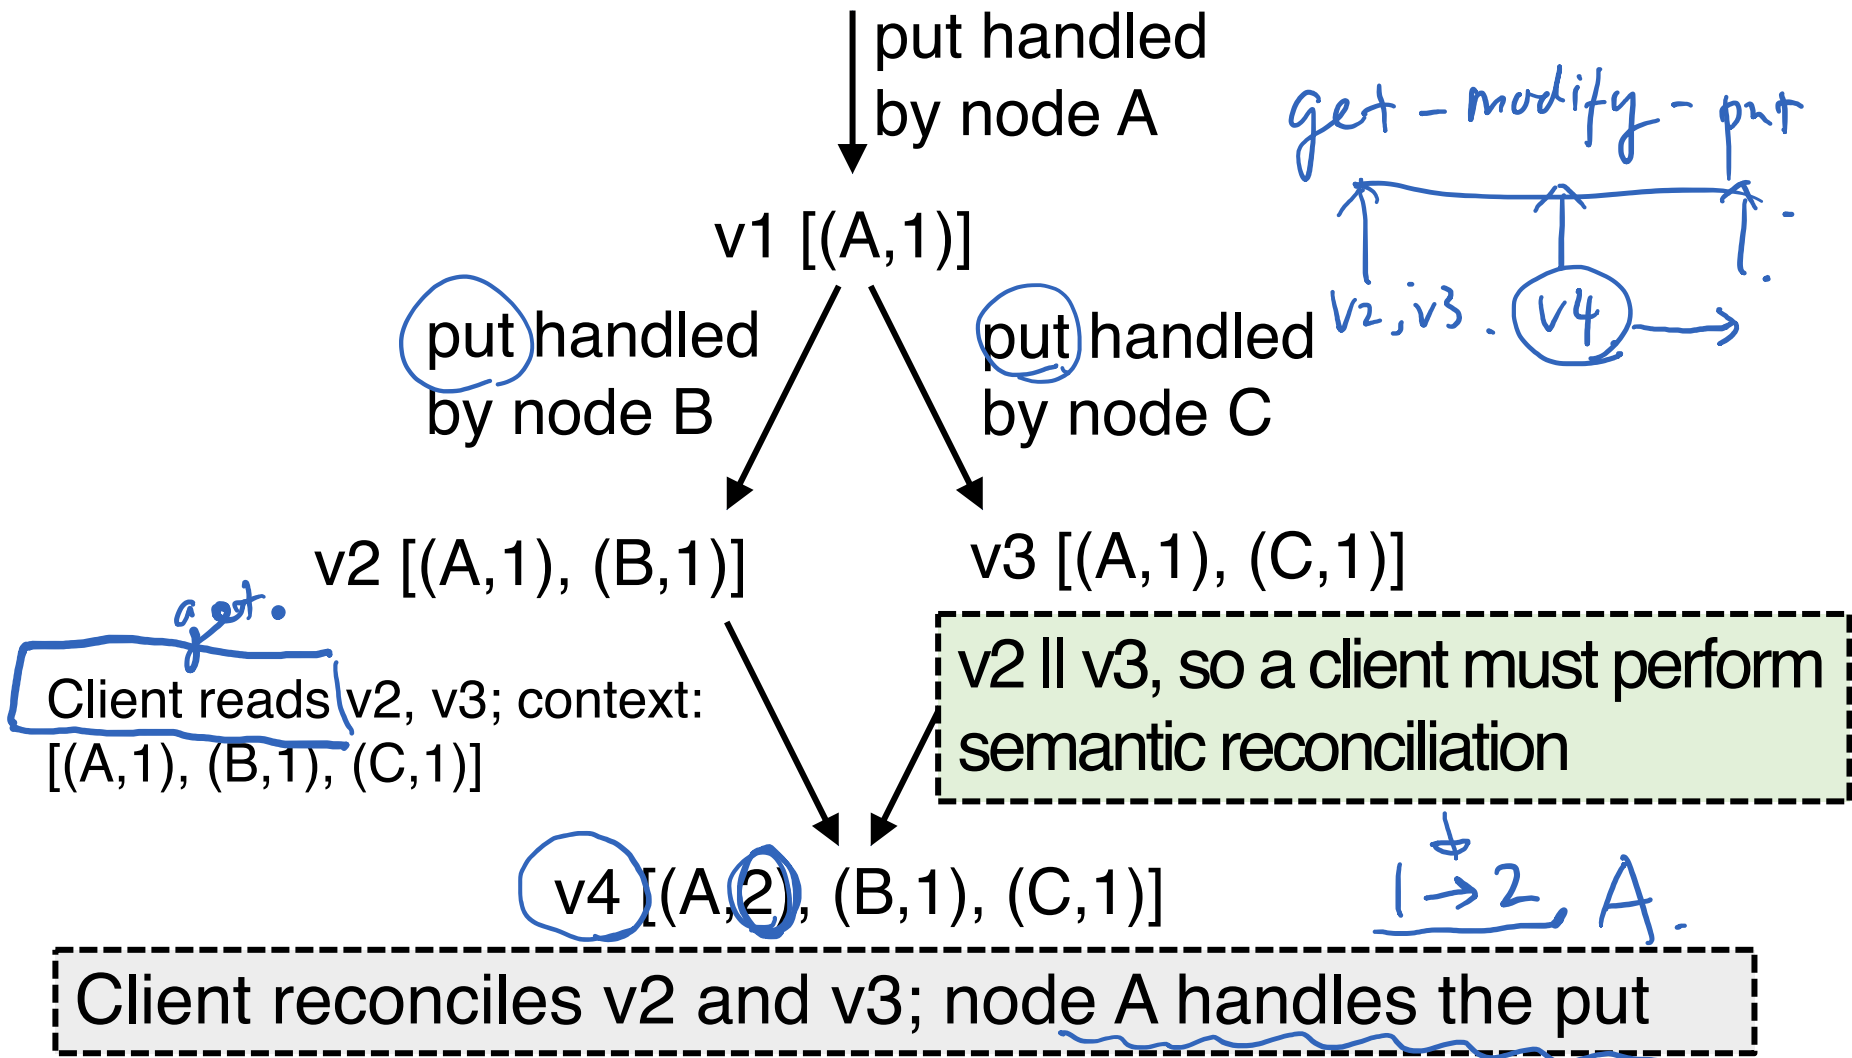 put handled
by node A
get - modify - put
v1 [(A,1)]
put handled
by node B
put handled
by node C
v2, v3. v4
v2 [(A,1), (B,1)]
v3 [(A,1), (C,1)]
a get.
Client reads v2, v3; context:
[(A,1), (B,1), (C,1)]
v2 || v3, so a client must perform
semantic reconciliation
v4 [(A,2), (B,1), (C,1)]
1→2, A.
Client reconciles v2 and v3; node A handles the put